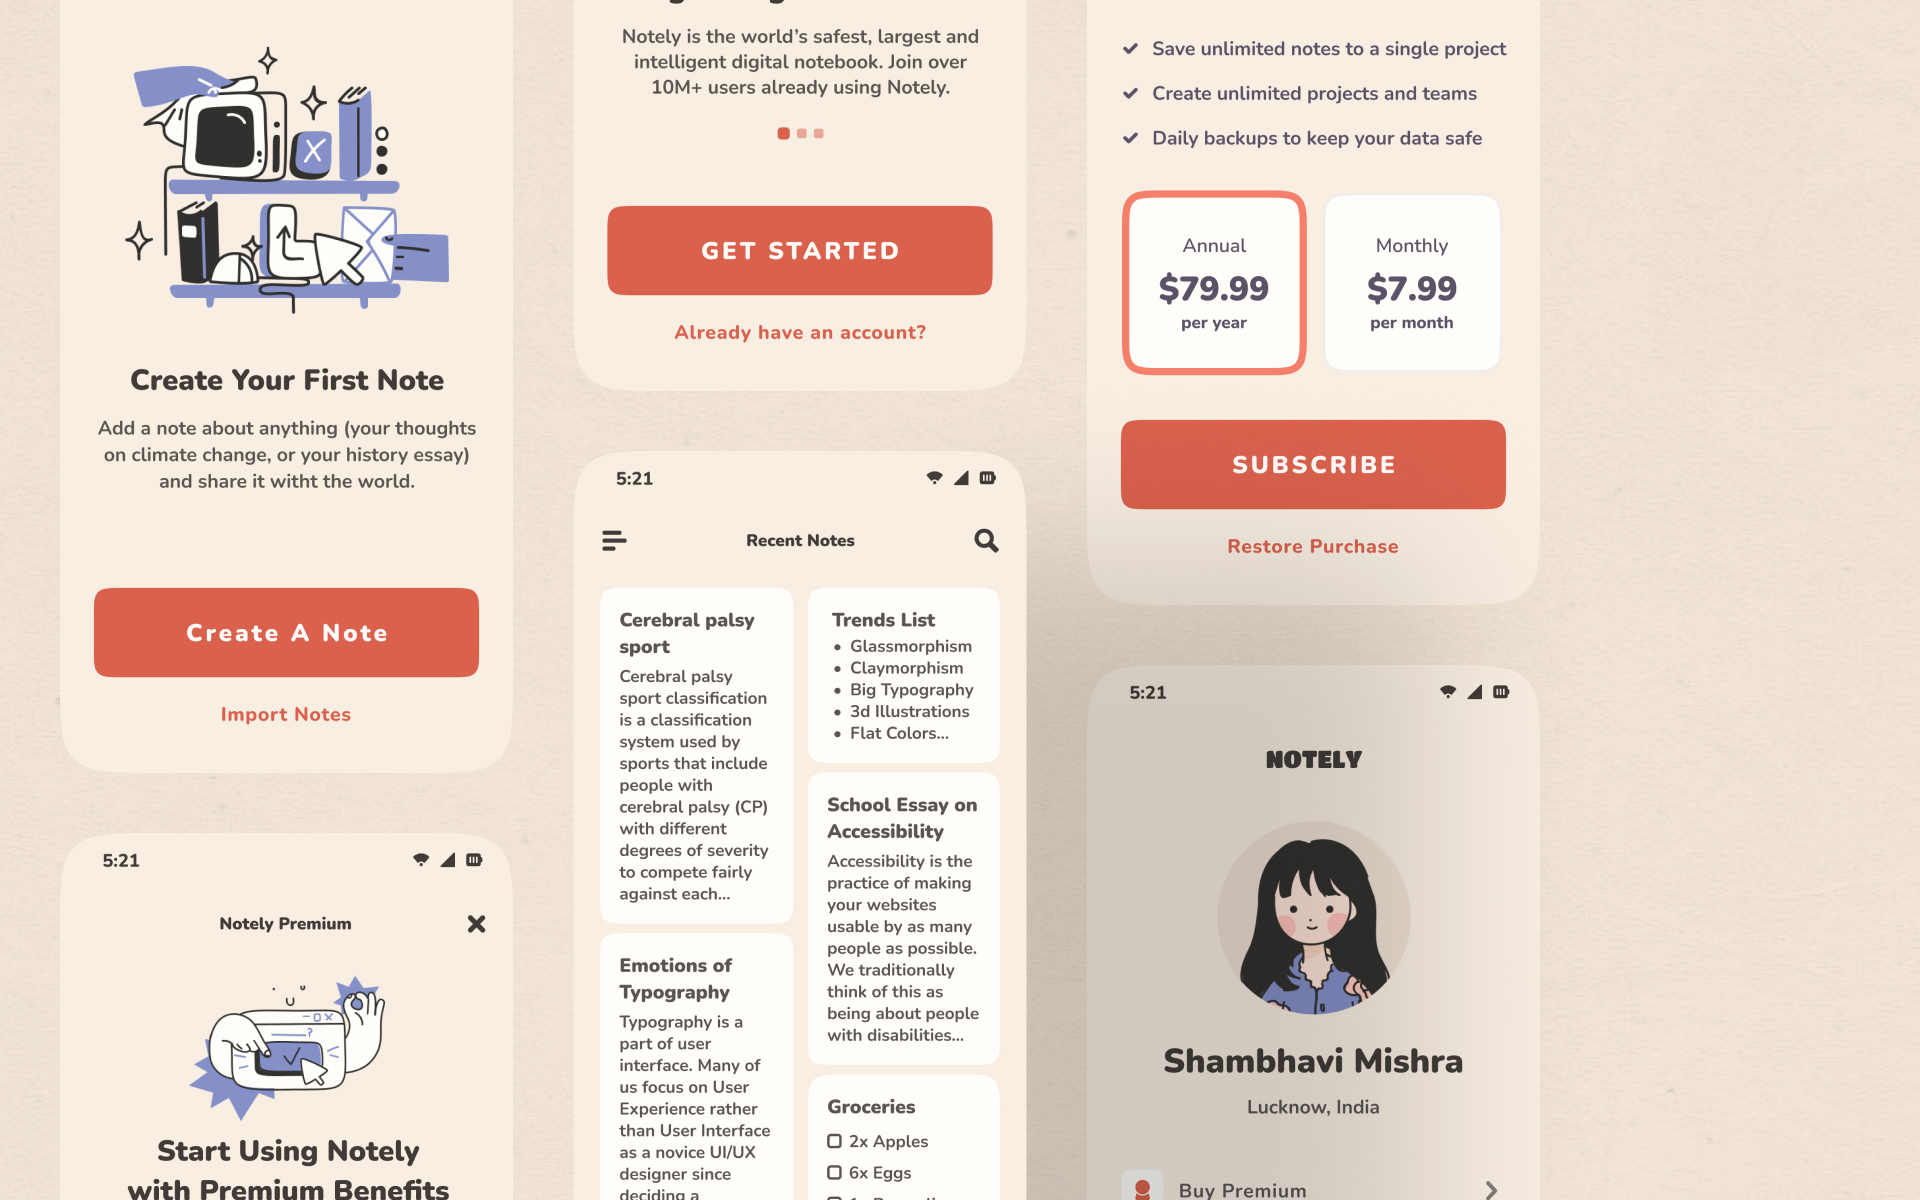 Create Your First Note
Add a note about anything (your thoughts
on climate change, or your history essay)
and share it witht the world.
Create A Note
Import Notes
5:21
Notely Premium
Start Using Notely
with Premium Benefits
Notely is the world's safest, largest and
intelligent digital notebook. Join over
10M+ users already using Notely.
GET STARTED
Already have an account?
5:21
Recent Notes
Cerebral palsy
sport
Cerebral palsy
sport classification
is a classification
system used by
sports that include
people with
cerebral palsy (CP)
with different
degrees of severity
to compete fairly
against each...
Emotions of
Typography
Typography is a
part of user
interface. Many of
us focus on User
Experience rather
than User Interface
as a novice UI/UX
designer since
deciding a
Trends List
• Glassmorphism
• Claymorphism
• Big Typography
• 3d Illustrations
• Flat Colors...
School Essay on
Accessibility
Accessibility is the
practice of making
your websites
usable by as many
people as possible.
We traditionally
think of this as
being about people
with disabilities...
Groceries
2x Apples
6x Eggs
Save unlimited notes to a single project
Create unlimited projects and teams
Daily backups to keep your data safe
Annual
$79.99
per year
Monthly
$7.99
per month
SUBSCRIBE
Restore Purchase
5:21
NOTELY
Shambhavi Mishra
Lucknow, India
Buy Premium